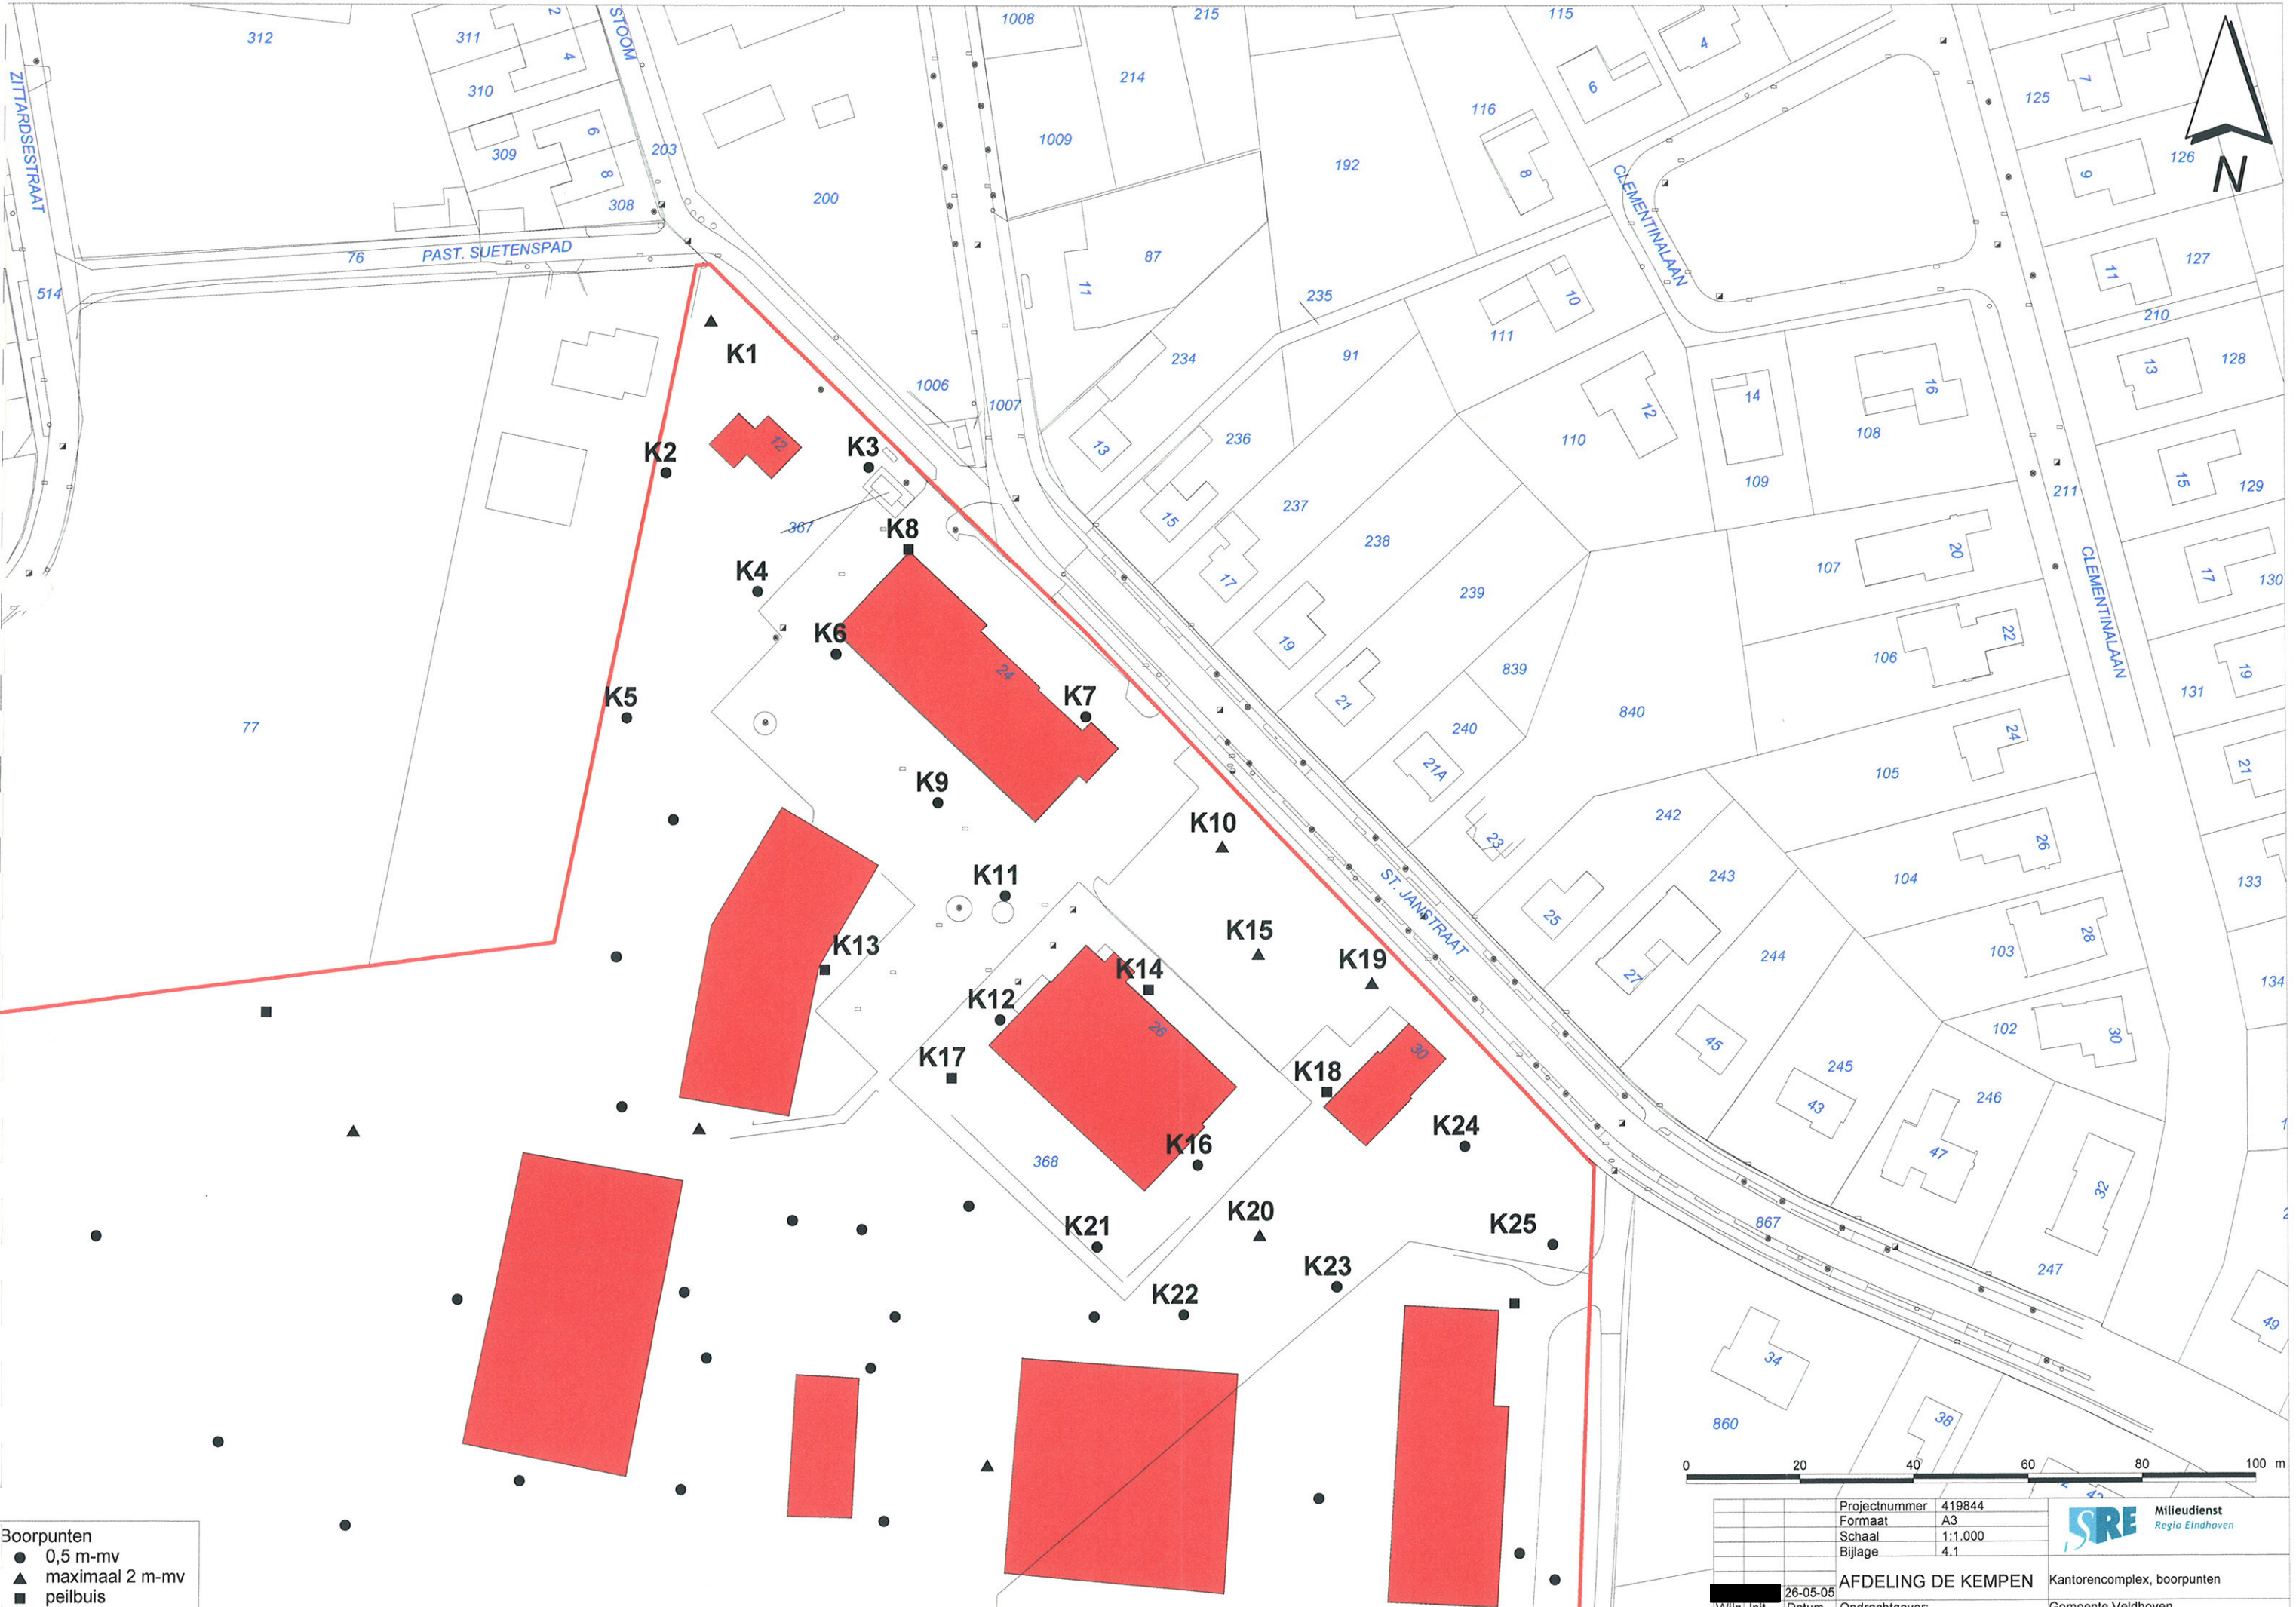 312
311
2
4
STOOM
310
309
6
8
308
203
200
ZITTARDSESTRAAT
76
PAST. SUETENSPAD
514
77
1008
215
214
1009
192
87
11
235
234
91
1006
1007
13
236
15
237
17
238
19
239
21
839
240
21A
23
840
242
25
243
27
244
45
245
43
246
47
32
247
867
ST. JANSTRAAT
115
4
6
116
8
CLEMENTINALAAN
10
111
12
110
14
109
16
108
107
20
106
22
105
24
104
26
103
28
102
30
211
CLEMENTINALAAN
7
125
9
126
11
127
210
13
128
15
129
17
130
19
131
21
133
134
49
34
860
38
N
K1
K2
12
K3
367
K8
K4
K6
24
K5
K7
K9
K10
K11
K13
K14
K15
K19
K12
26
K17
K18
30
K24
K16
368
K20
K21
K25
K23
K22
0 20 40 60 80 100 m
Boorpunten
0,5 m-mv
maximaal 2 m-mv
peilbuis
Projectnummer 419844
Formaat A3
Schaal 1:1.000
Bijlage 4.1
SRE Milieudienst
Regio Eindhoven
AFDELING DE KEMPEN
Kantorencomplex, boorpunten
26-05-05
Datum Opdrachtgever:
Gemeente Veldhoven